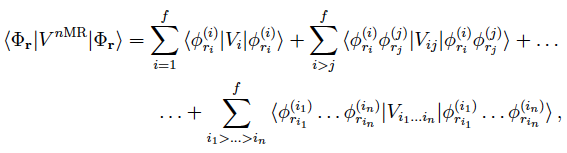 ⟨Φ_𝐫|V^{nMR}|Φ_𝐫⟩ = ∑_{i=1}^{f} ⟨ϕ_{r_i}^{(i)}|V_i|ϕ_{r_i}^{(i)}⟩ + ∑_{i>j}^{f} ⟨ϕ_{r_i}^{(i)} ϕ_{r_j}^{(j)}|V_{ij}|ϕ_{r_i}^{(i)} ϕ_{r_j}^{(j)}⟩ + …
… + ∑_{i_1>…>i_n}^{f} ⟨ϕ_{r_{i_1}}^{(i_1)} … ϕ_{r_{i_n}}^{(i_n)}|V_{i_1…i_n}|ϕ_{r_{i_1}}^{(i_1)} … ϕ_{r_{i_n}}^{(i_n)}⟩ ,